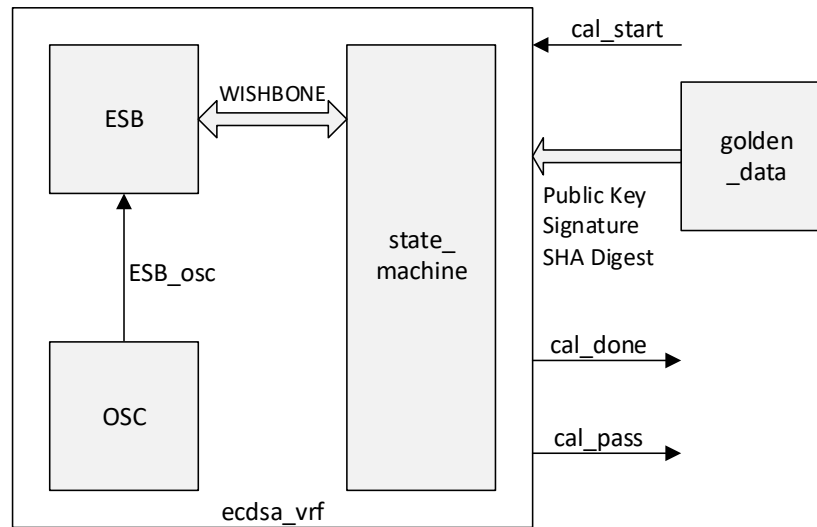 cal_start
WISHBONE
ESB
golden
_data
Public Key
Signature
SHA Digest
state_
machine
ESB_osc
cal_done
OSC
cal_pass
ecdsa_vrf